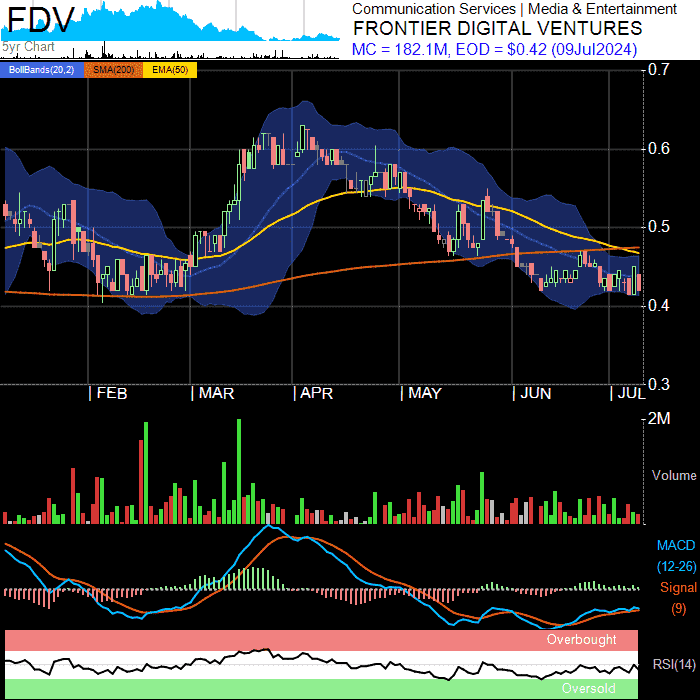 FDV
5yr Chart
Communication Services | Media & Entertainment
FRONTIER DIGITAL VENTURES
MC = 182.1M, EOD = $0.42 (09Jul2024)
BollBands(20,2) SMA(200) EMA(50)
0.7
0.6
0.5
0.4
0.3
| FEB | MAR | APR | MAY | JUN | JUL
2M
Volume
MACD
(12-26)
Signal
(9)
Overbought
RSI(14)
Oversold